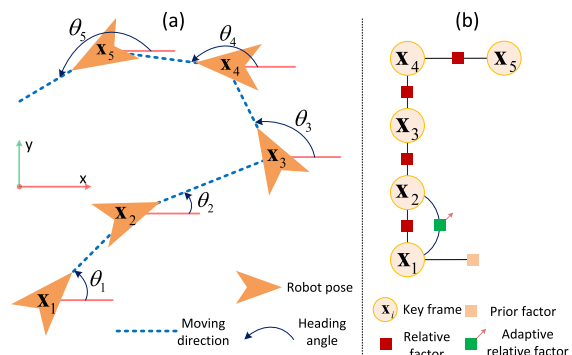 (a)
(b)
θ5
x5
θ4
x4
θ3
x3
y
x
x2
θ2
x1
θ1
Robot pose
Moving
direction
Heading
angle
x4
x5
x3
x2
x1
xi
Key frame
Prior factor
Relative
factor
Adaptive
relative factor